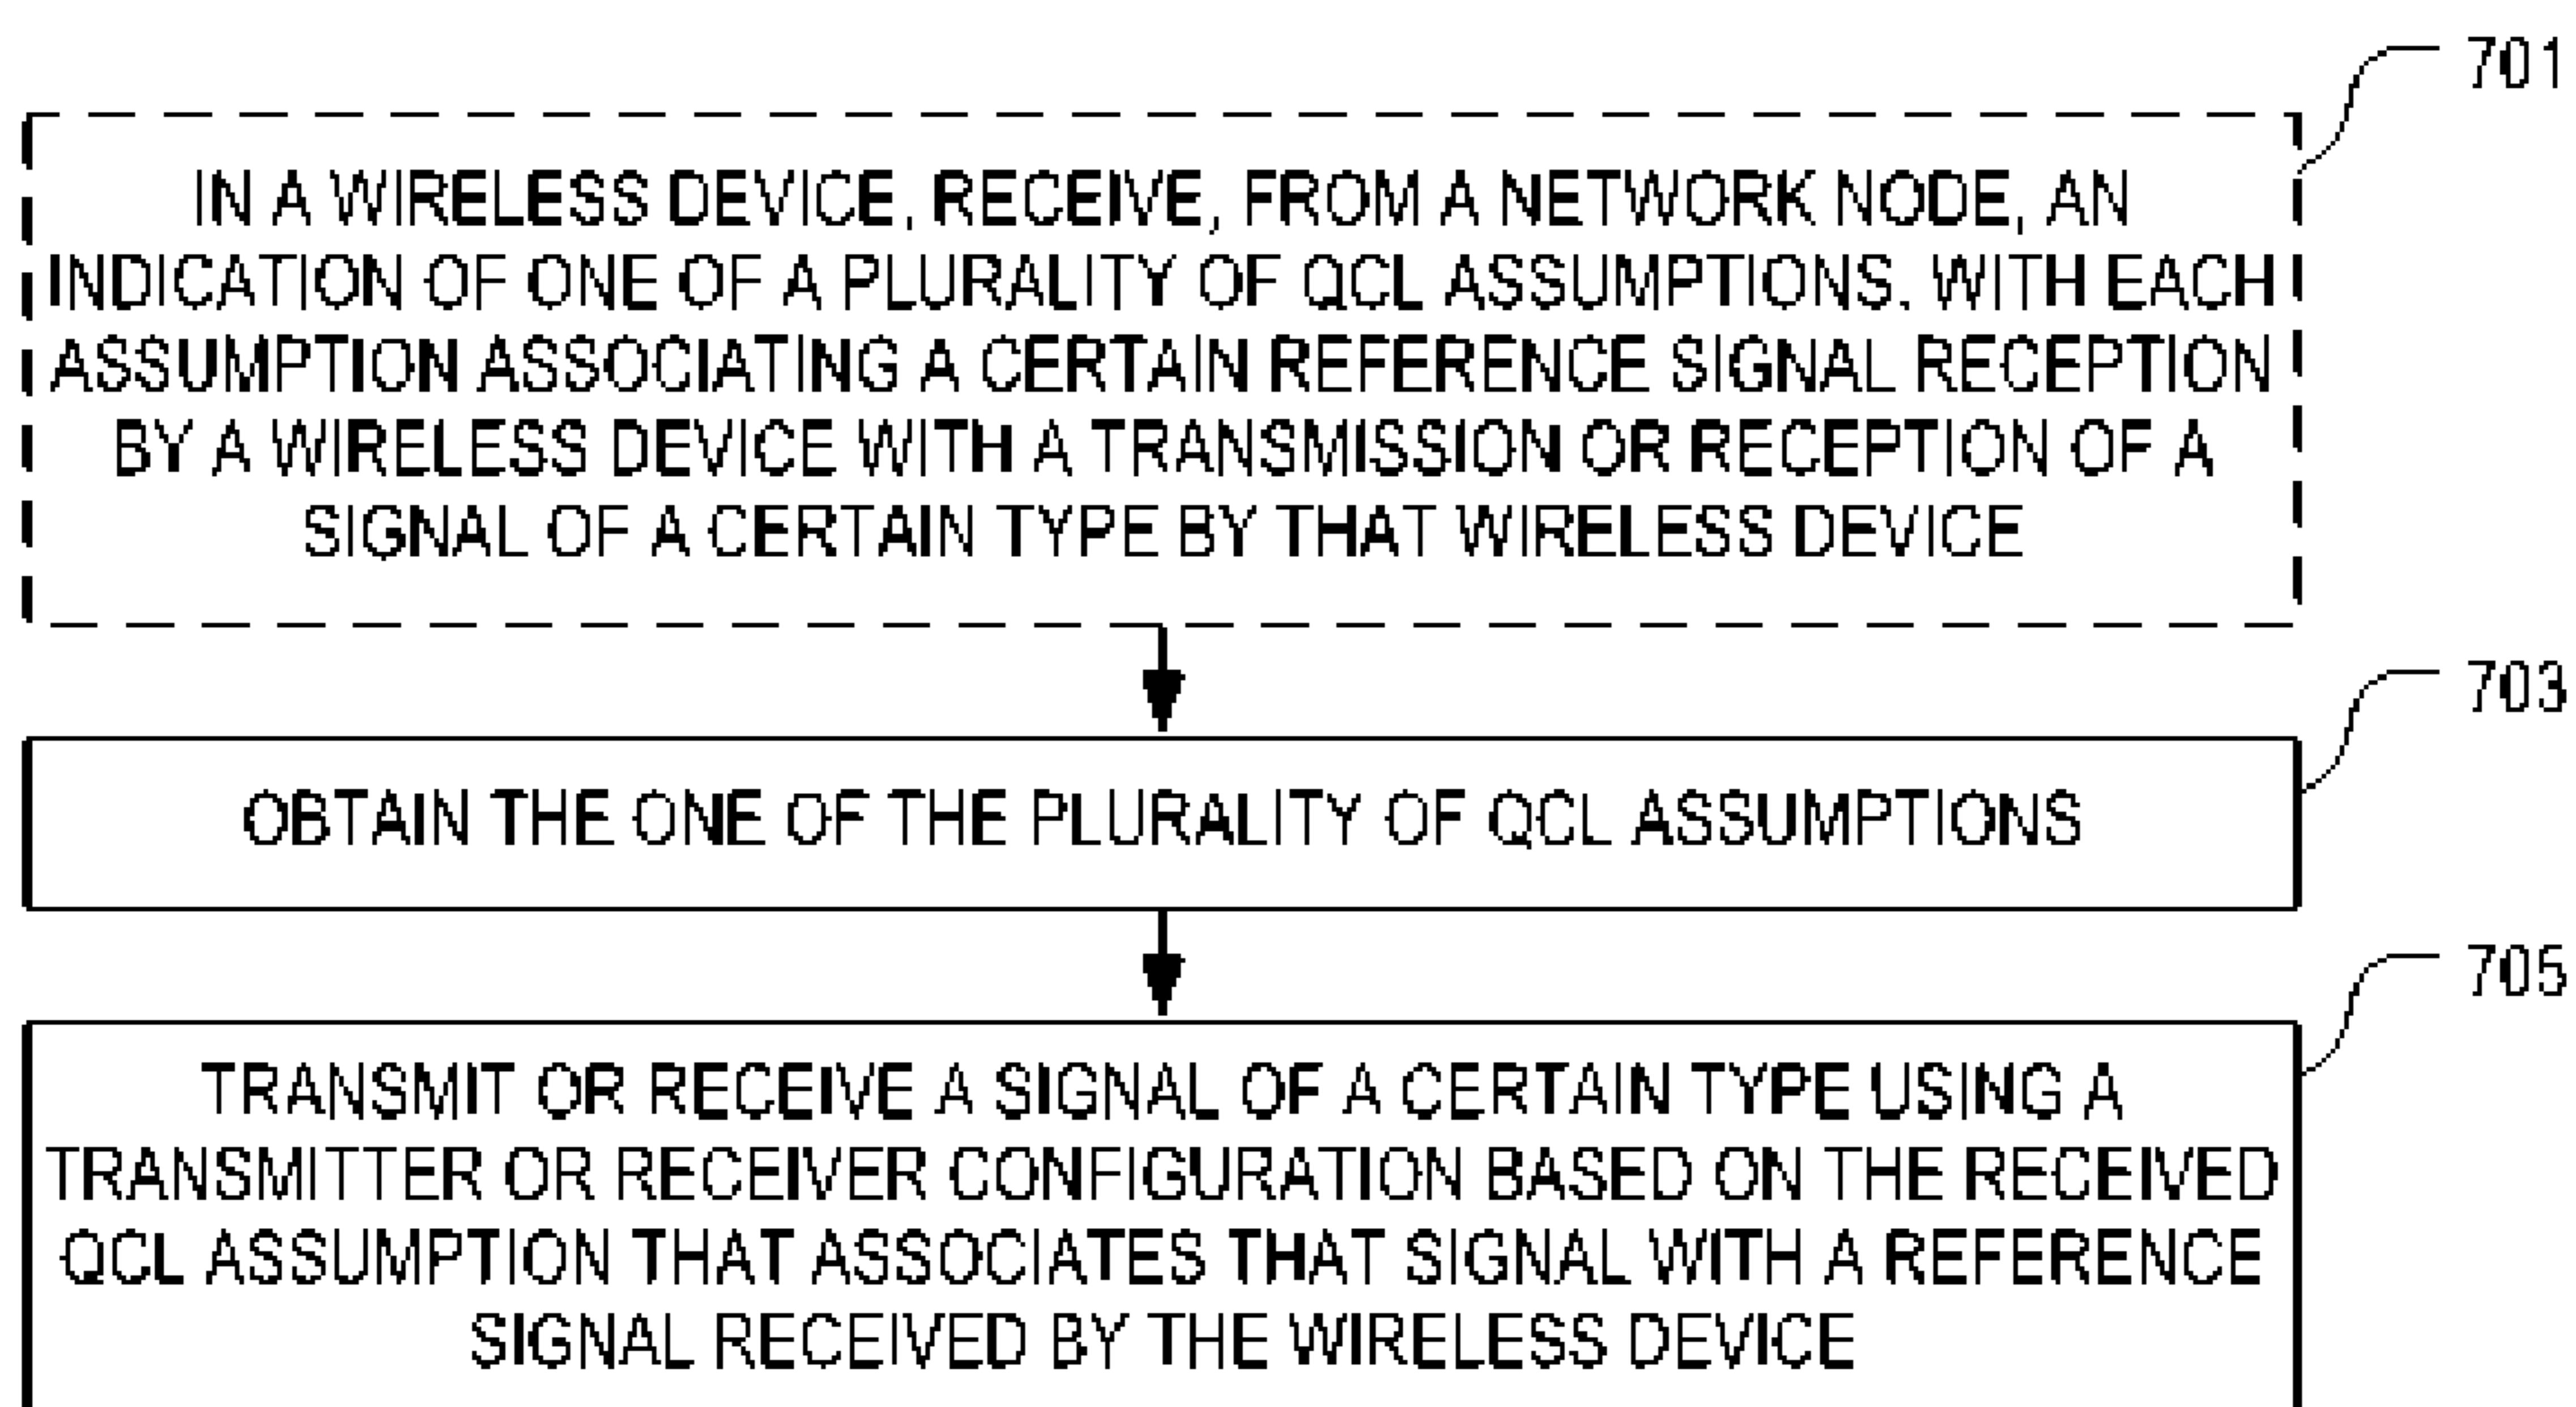 701
IN A WIRELESS DEVICE, RECEIVE, FROM A NETWORK NODE, AN
INDICATION OF ONE OF A PLURALITY OF QCL ASSUMPTIONS, WITH EACH
ASSUMPTION ASSOCIATING A CERTAIN REFERENCE SIGNAL RECEPTION
BY A WIRELESS DEVICE WITH A TRANSMISSION OR RECEPTION OF A
SIGNAL OF A CERTAIN TYPE BY THAT WIRELESS DEVICE
703
OBTAIN THE ONE OF THE PLURALITY OF QCL ASSUMPTIONS
705
TRANSMIT OR RECEIVE A SIGNAL OF A CERTAIN TYPE USING A
TRANSMITTER OR RECEIVER CONFIGURATION BASED ON THE RECEIVED
QCL ASSUMPTION THAT ASSOCIATES THAT SIGNAL WITH A REFERENCE
SIGNAL RECEIVED BY THE WIRELESS DEVICE